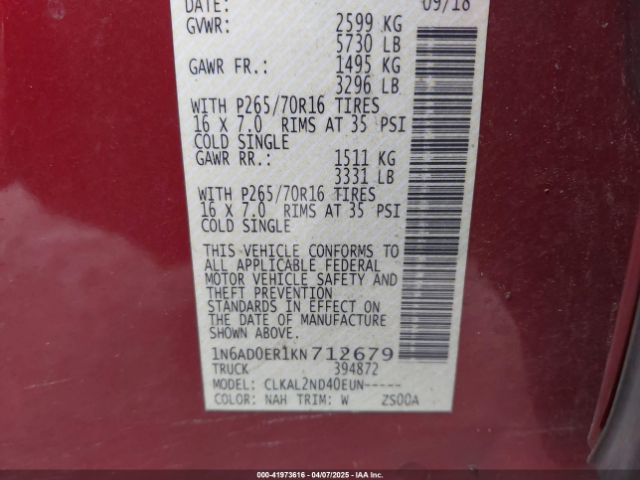 DATE: 09/18
GVWR: 2599 KG
5730 LB
GAWR FR.: 1495 KG
3296 LB
WITH P265/70R16 TIRES
16 X 7.0 RIMS AT 35 PSI
COLD SINGLE
GAWR RR.: 1511 KG
3331 LB
WITH P265/70R16 TIRES
16 X 7.0 RIMS AT 35 PSI
COLD SINGLE
THIS VEHICLE CONFORMS TO
ALL APPLICABLE FEDERAL
MOTOR VEHICLE SAFETY AND
THEFT PREVENTION
STANDARDS IN EFFECT ON
THE DATE OF MANUFACTURE
SHOWN ABOVE.
1N6AD0ER1KN712679
TRUCK 394872
MODEL: CLKAL2ND40EUN-----
COLOR: NAH TRIM: W ZS00A
000-41973616 - 04/07/2025 - IAA Inc.